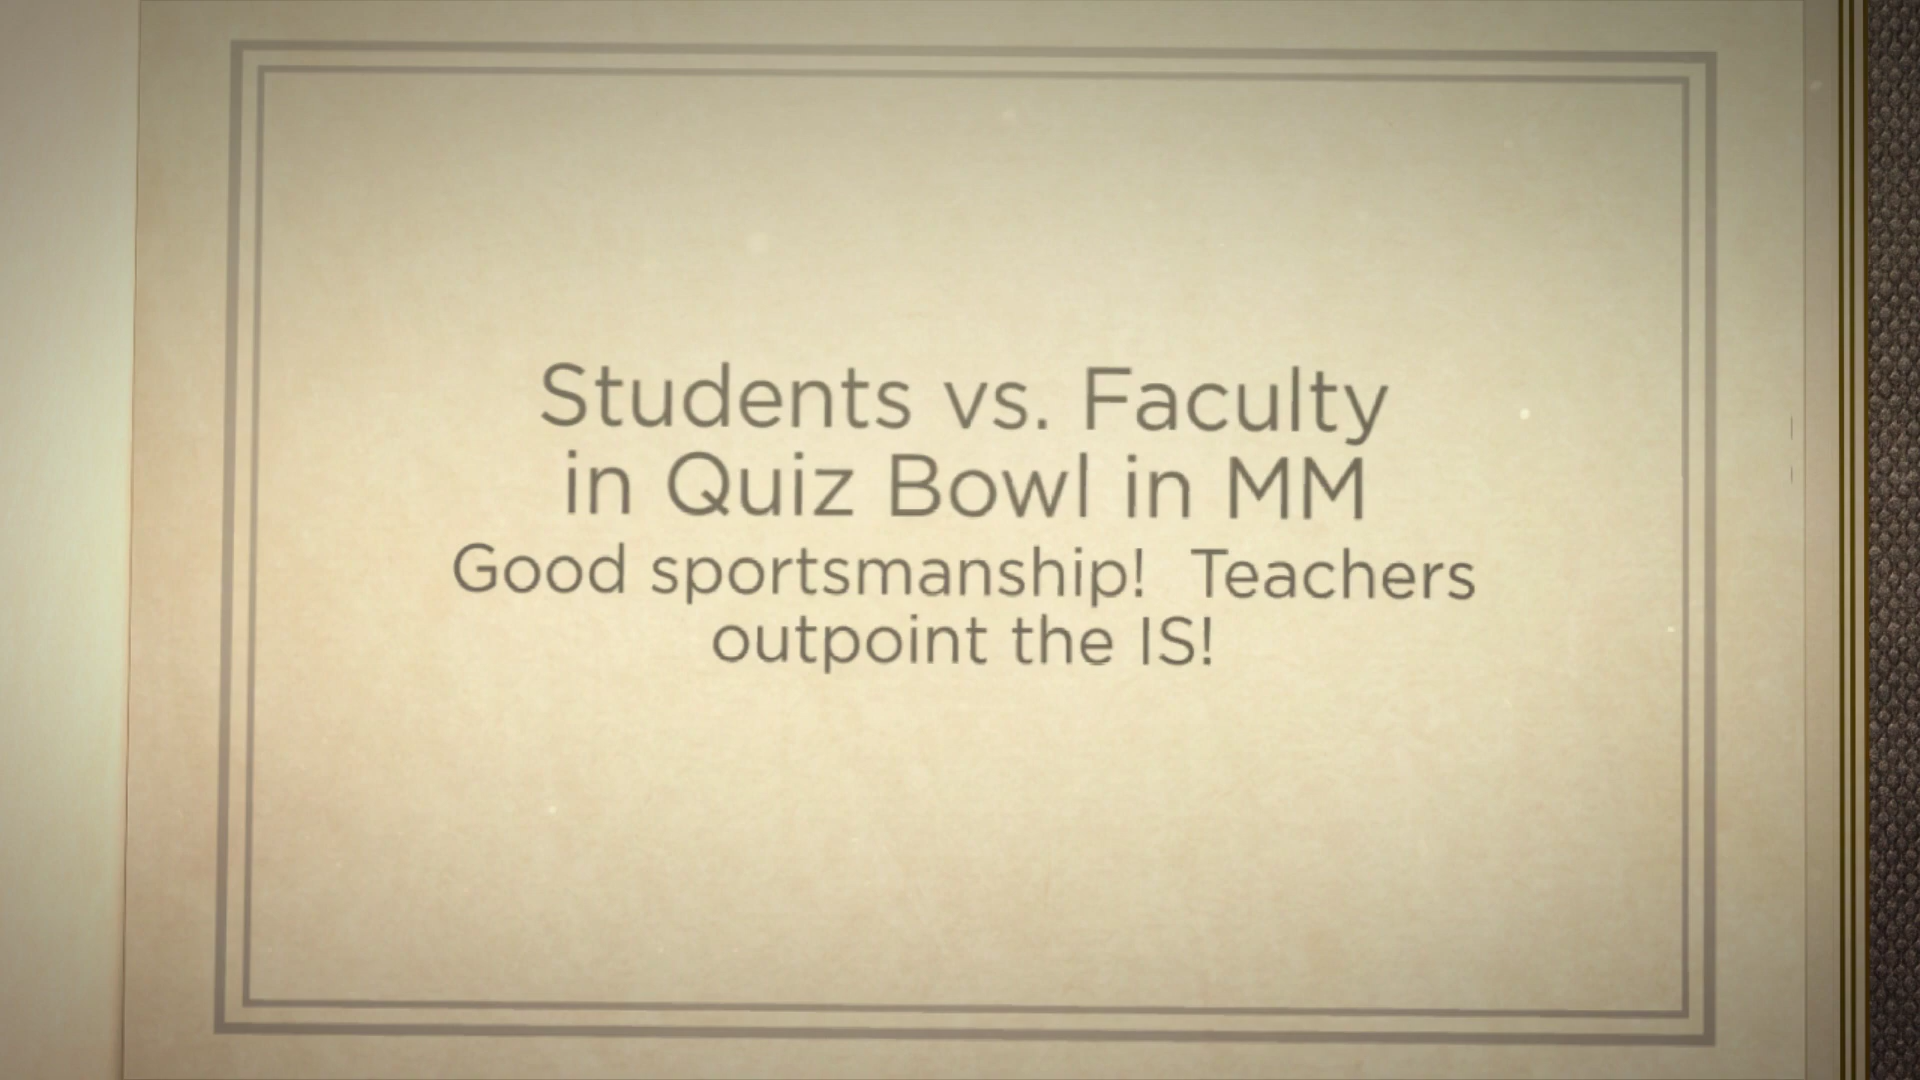 Students vs. Faculty
in Quiz Bowl in MM
Good sportsmanship!  Teachers
outpoint the IS!